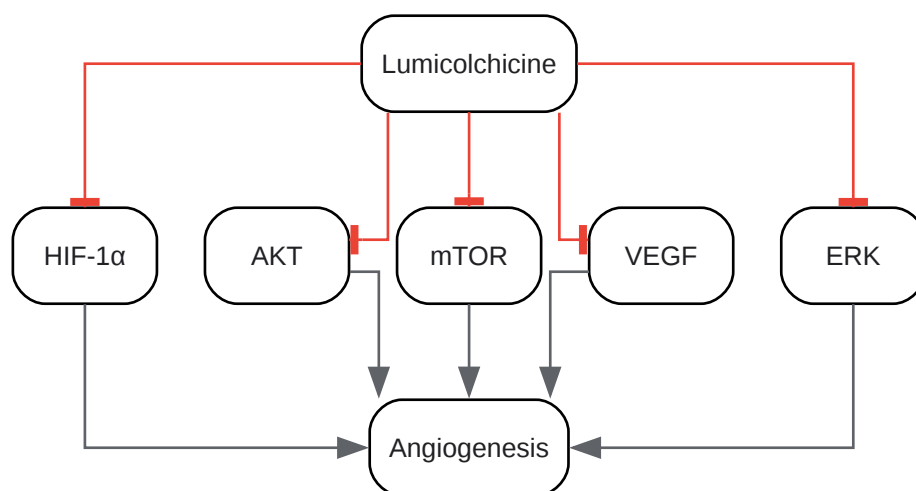 Lumicolchicine
HIF-1α
AKT
mTOR
VEGF
ERK
Angiogenesis